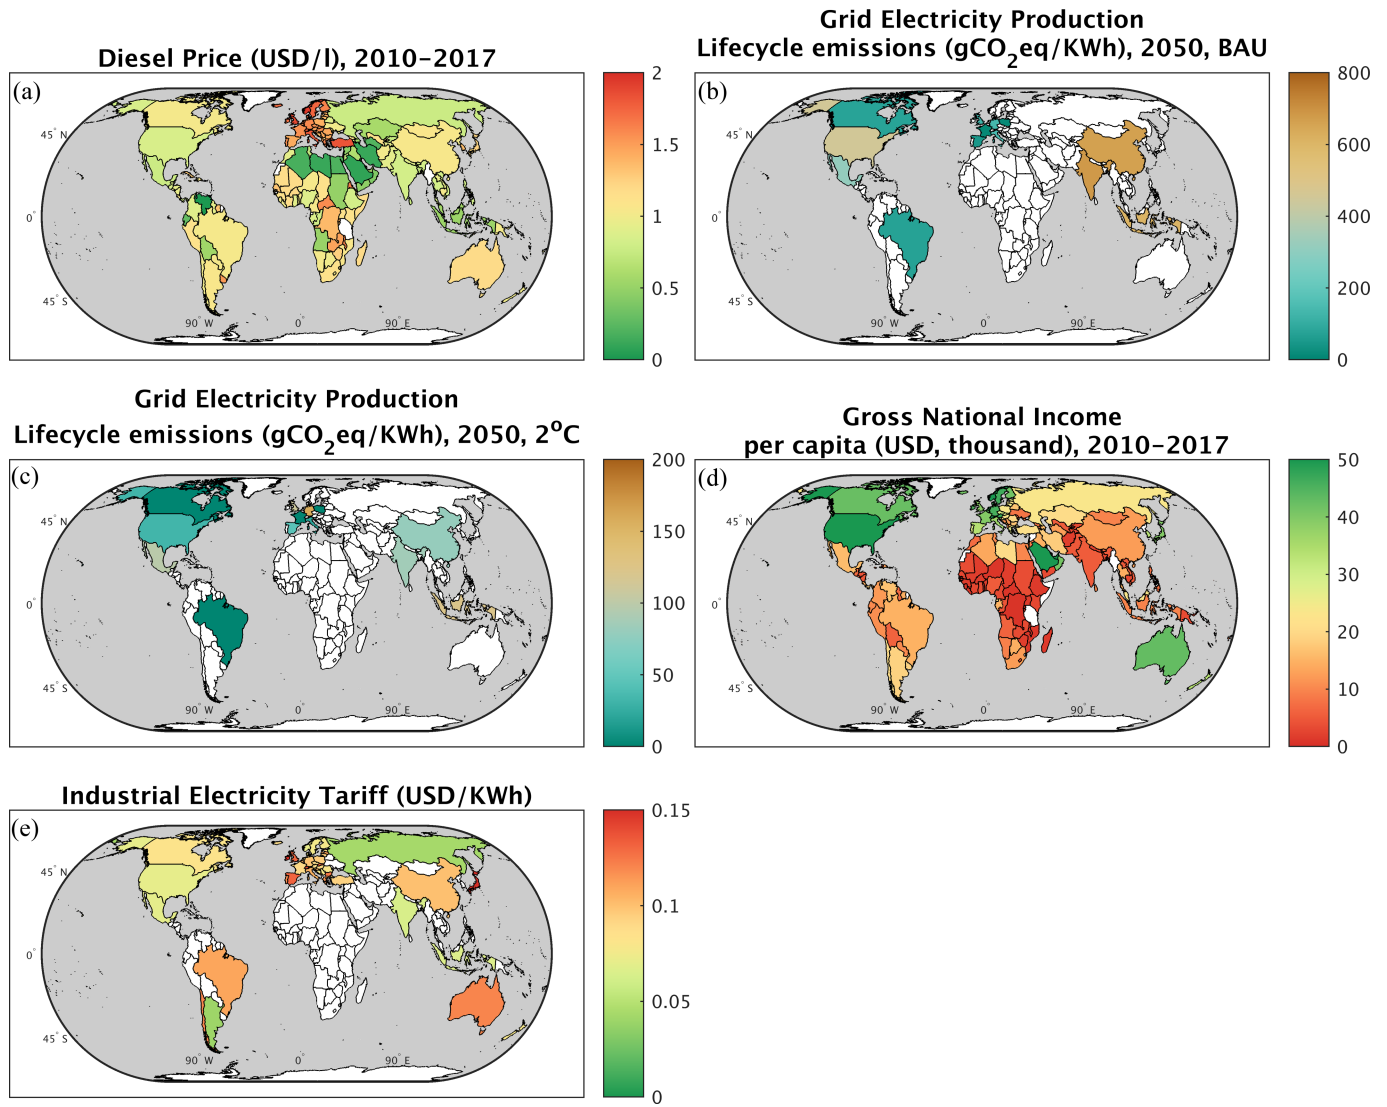 Diesel Price (USD/l), 2010-2017
(a)
45° N
0°
45° S
90° W
0°
90° E
2
1.5
1
0.5
0
Grid Electricity Production
Lifecycle emissions (gCO2eq/KWh), 2050, BAU
(b)
45° N
0°
45° S
90° W
0°
90° E
800
600
400
200
0
Grid Electricity Production
Lifecycle emissions (gCO2eq/KWh), 2050, 2°C
(c)
45° N
0°
45° S
90° W
0°
90° E
200
150
100
50
0
Gross National Income
per capita (USD, thousand), 2010-2017
(d)
45° N
0°
45° S
90° W
0°
90° E
50
40
30
20
10
0
Industrial Electricity Tariff (USD/KWh)
(e)
45° N
0°
45° S
90° W
0°
90° E
0.15
0.1
0.05
0